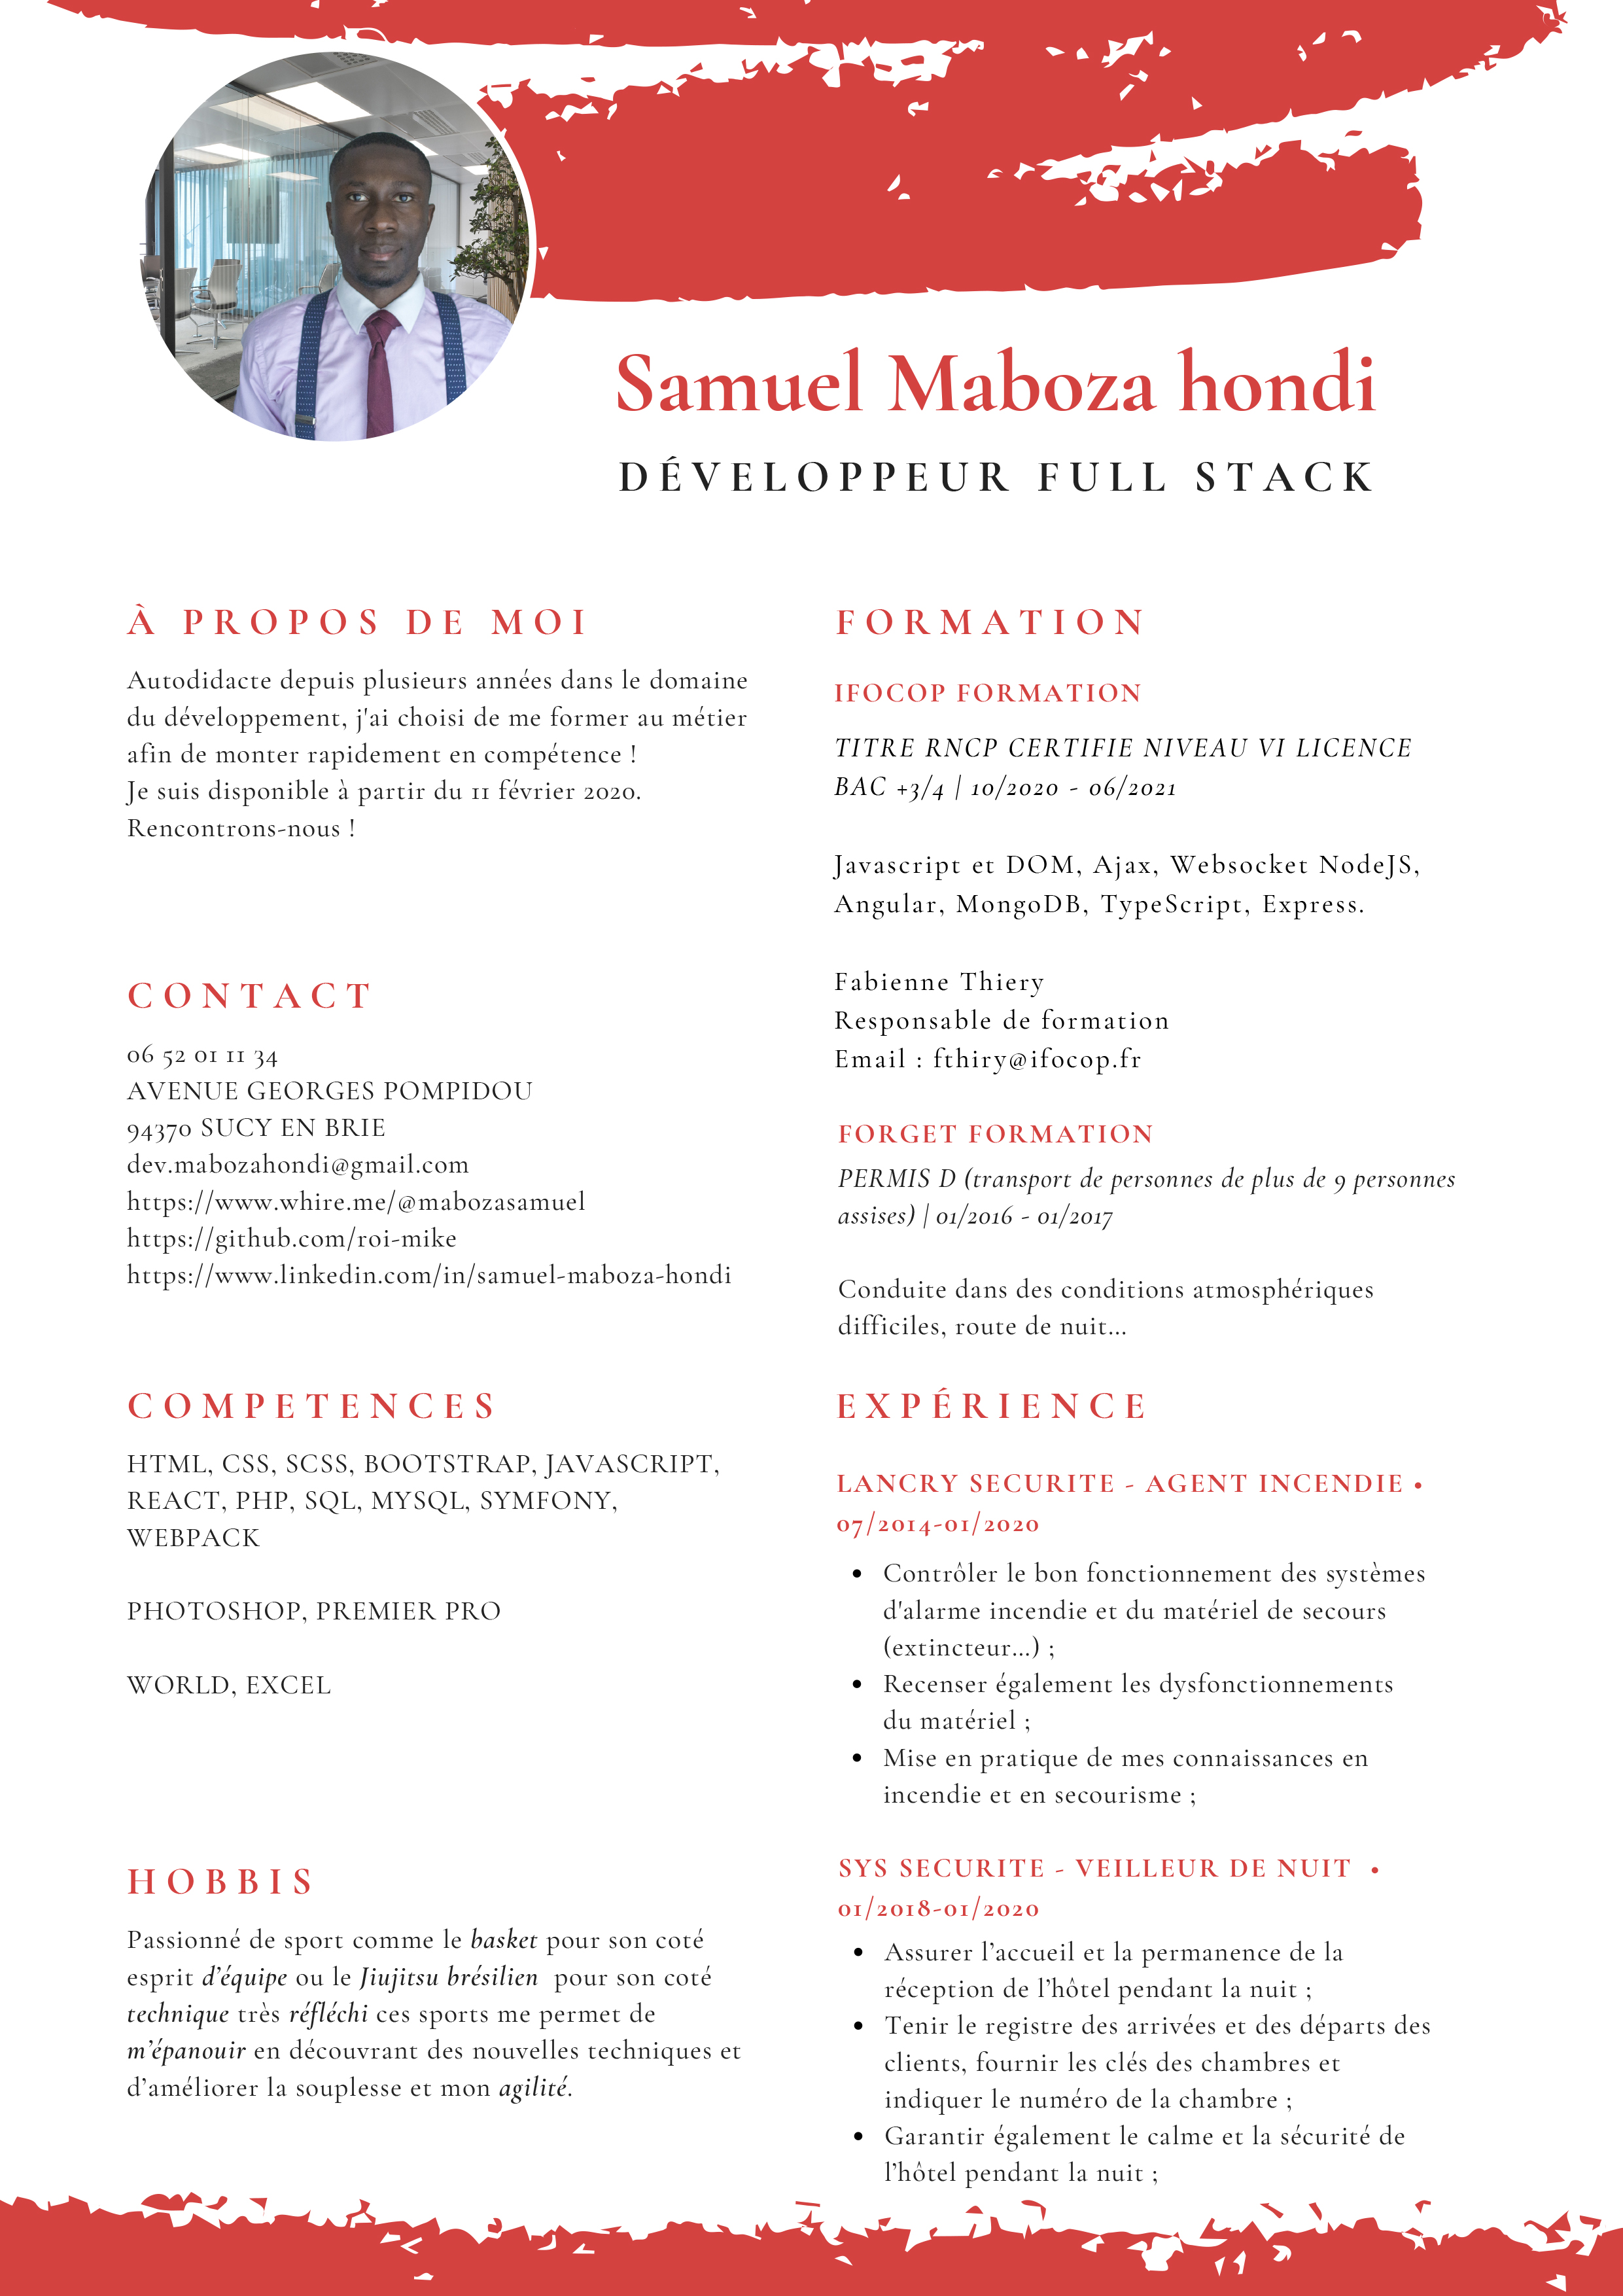 Samuel Maboza hondi
DÉVELOPPEUR FULL STACK
À PROPOS DE MOI
Autodidacte depuis plusieurs années dans le domaine
du développement, j'ai choisi de me former au métier
afin de monter rapidement en compétence !
Je suis disponible à partir du 11 février 2020.
Rencontrons-nous !
CONTACT
06 52 01 11 34
AVENUE GEORGES POMPIDOU
94370 SUCY EN BRIE
dev.mabozahondi@gmail.com
https://www.whire.me/@mabozasamuel
https://github.com/roi-mike
https://www.linkedin.com/in/samuel-maboza-hondi
COMPETENCES
HTML, CSS, SCSS, BOOTSTRAP, JAVASCRIPT,
REACT, PHP, SQL, MYSQL, SYMFONY,
WEBPACK
PHOTOSHOP, PREMIER PRO
WORLD, EXCEL
HOBBIS
Passionné de sport comme le basket pour son coté
esprit d’équipe ou le Jiujitsu brésilien pour son coté
technique très réfléchi ces sports me permet de
m’épanouir en découvrant des nouvelles techniques et
d’améliorer la souplesse et mon agilité.
FORMATION
IFOCOP FORMATION
TITRE RNCP CERTIFIE NIVEAU VI LICENCE
BAC +3/4 | 10/2020 - 06/2021
Javascript et DOM, Ajax, Websocket NodeJS,
Angular, MongoDB, TypeScript, Express.
Fabienne Thiery
Responsable de formation
Email : fthiry@ifocop.fr
FORGET FORMATION
PERMIS D (transport de personnes de plus de 9 personnes
assises) | 01/2016 - 01/2017
Conduite dans des conditions atmosphériques
difficiles, route de nuit...
EXPÉRIENCE
LANCRY SECURITE - AGENT INCENDIE •
07/2014-01/2020
• Contrôler le bon fonctionnement des systèmes
d'alarme incendie et du matériel de secours
(extincteur...) ;
• Recenser également les dysfonctionnements
du matériel ;
• Mise en pratique de mes connaissances en
incendie et en secourisme ;
SYS SECURITE - VEILLEUR DE NUIT •
01/2018-01/2020
• Assurer l’accueil et la permanence de la
réception de l’hôtel pendant la nuit ;
• Tenir le registre des arrivées et des départs des
clients, fournir les clés des chambres et
indiquer le numéro de la chambre ;
• Garantir également le calme et la sécurité de
l’hôtel pendant la nuit ;